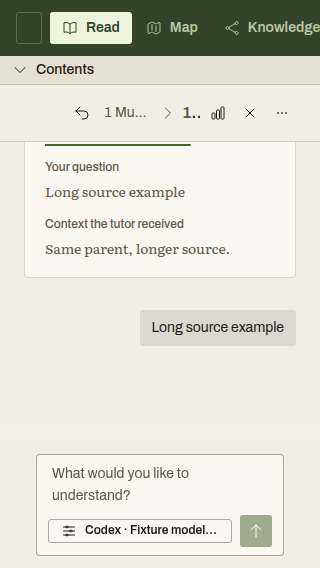 Read
Map
Knowledge
Contents
1 Mu...
1..
Your question
Long source example
Context the tutor received
Same parent, longer source.
Long source example
What would you like to
understand?
Codex · Fixture model...